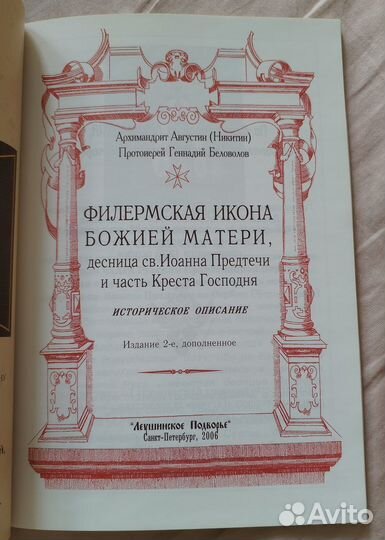 Архимандрит Августин (Никитин)
Протоиерей Геннадий Беловолов
ФИЛЕРМСКАЯ ИКОНА
БОЖИЕЙ МАТЕРИ,
десница св.Иоанна Предтечи
и часть Креста Господня
ИСТОРИЧЕСКОЕ ОПИСАНИЕ
Издание 2-е, дополненное
"Леушинское Подворье"
Санкт-Петербург, 2006
Avito